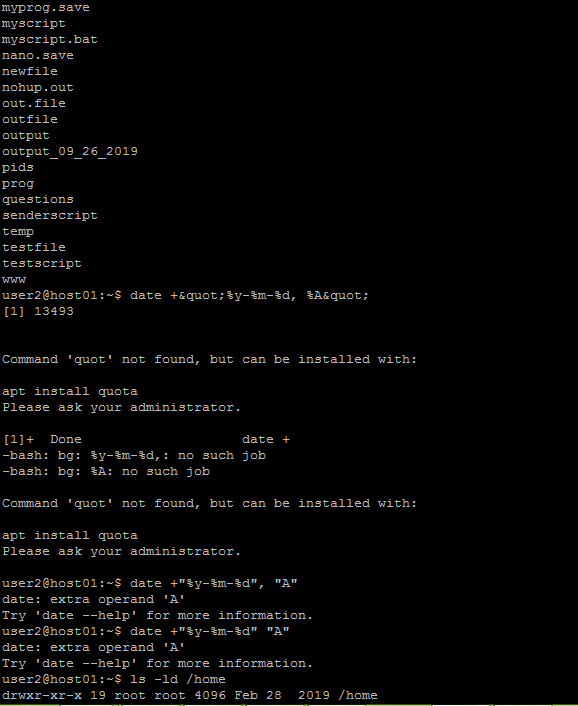 myprog.save
myscript
myscript.bat
nano.save
newfile
nohup.out
out.file
outfile
output
output_09_26_2019
pids
prog
questions
senderscript
temp
testfile
testscript
www
user2@host01:~$ date +&quot;%y-%m-%d, %A&quot;
[1] 13493
Command 'quot' not found, but can be installed with:
apt install quota
Please ask your administrator.
[1]+  Done                    date +
-bash: bg: %y-%m-%d,: no such job
-bash: bg: %A: no such job
Command 'quot' not found, but can be installed with:
apt install quota
Please ask your administrator.
user2@host01:~$ date +"%y-%m-%d", "A"
date: extra operand 'A'
Try 'date --help' for more information.
user2@host01:~$ date +"%y-%m-%d" "A"
date: extra operand 'A'
Try 'date --help' for more information.
user2@host01:~$ ls -ld /home
drwxr-xr-x 19 root root 4096 Feb 28  2019 /home